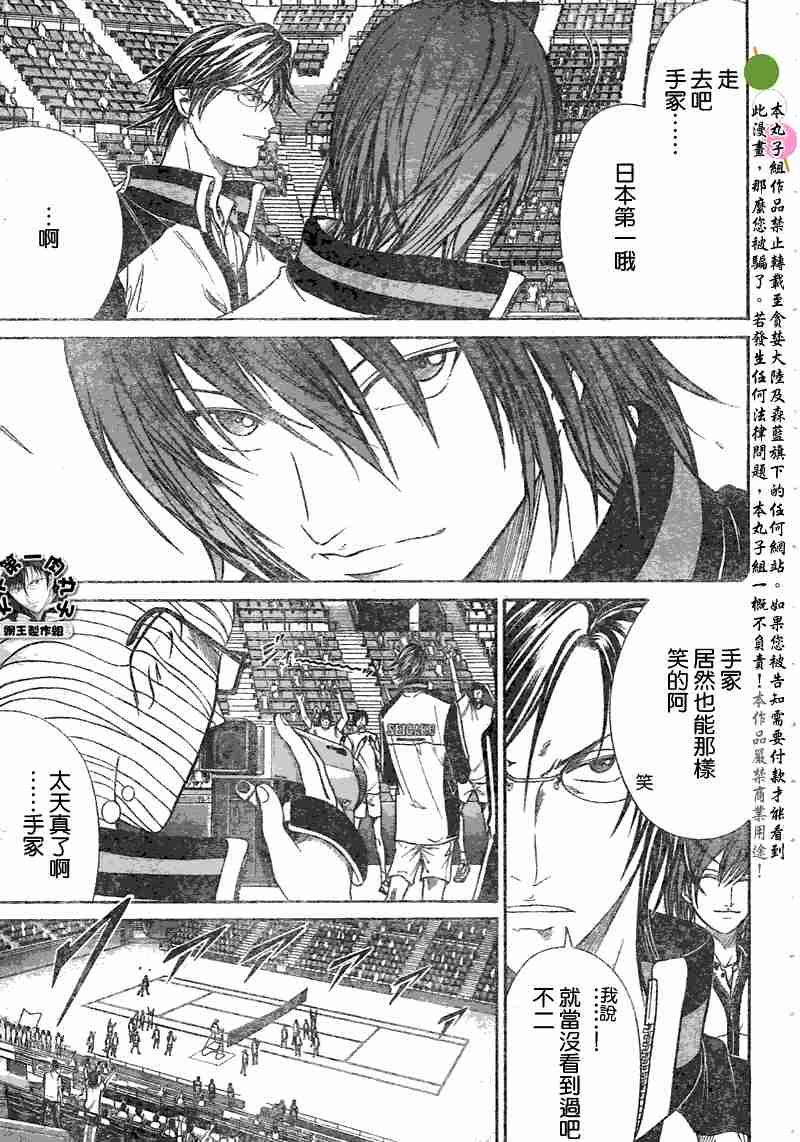 走
去吧
手冢
……
日本第一哦
…啊
手冢
居然也能那樣
笑的阿
笑
SEIGAKU
太天真了啊
……手冢
我說
……!
就當沒看到過吧
不二
本丸子組作品禁止轉載至貪婪大陸及森藍旗下的任何網站。如果您被告知需要付款才能看到
此漫畫，那麼您被騙了。若發生任何法律問題，本丸子組一概不負責！本作品嚴禁商業用途！
網王製作組